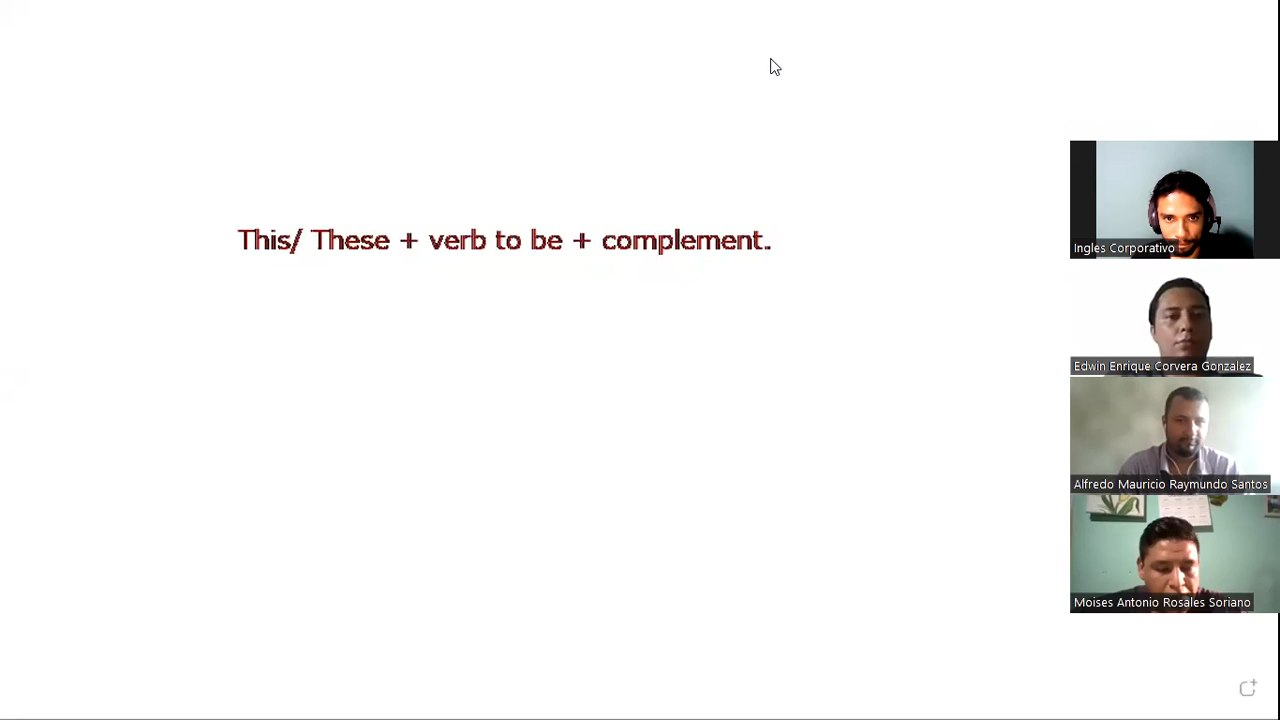 This/ These + verb to be + complement.
Ingles Corporativo
Edwin Enrique Corvera Gonzalez
Alfredo Mauricio Raymundo Santos
Moises Antonio Rosales Soriano